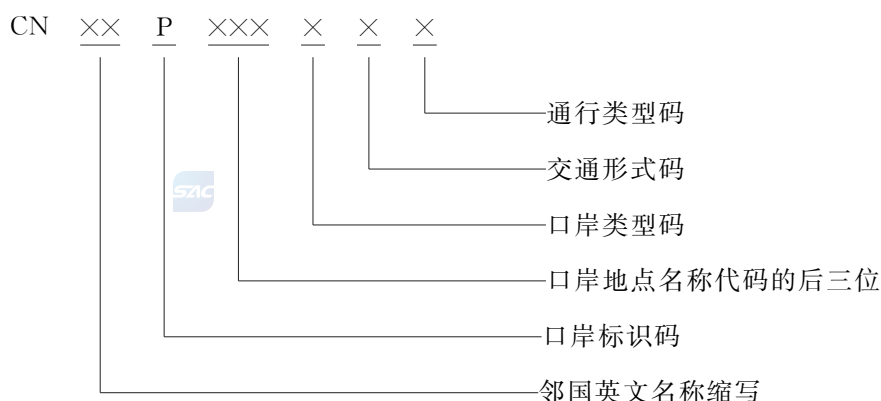 CN ×× P ××× × × ×
通行类型码
交通形式码
SAC
口岸类型码
口岸地点名称代码的后三位
口岸标识码
邻国英文名称缩写